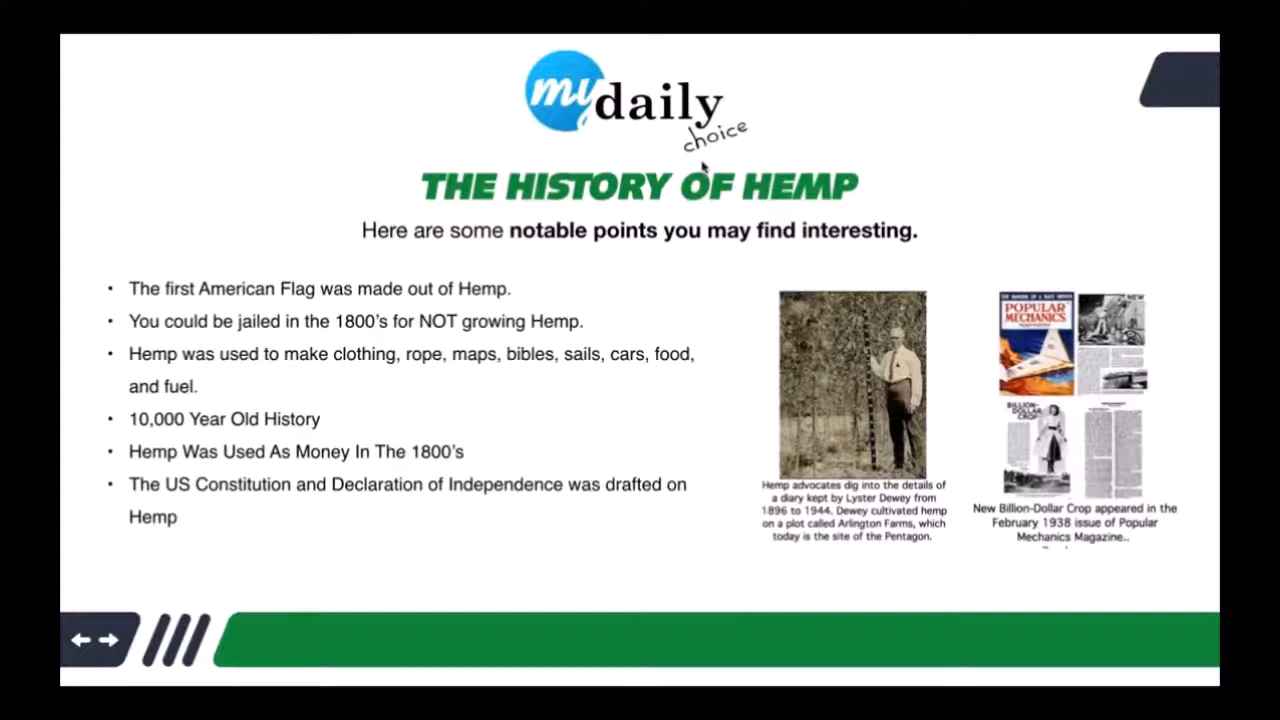 my daily
choice
THE HISTORY OF HEMP
Here are some notable points you may find interesting.
• The first American Flag was made out of Hemp.
• You could be jailed in the 1800's for NOT growing Hemp.
• Hemp was used to make clothing, rope, maps, bibles, sails, cars, food,
and fuel.
• 10,000 Year Old History
• Hemp Was Used As Money In The 1800's
• The US Constitution and Declaration of Independence was drafted on
Hemp
Hemp advocates dig into the details of
a diary kept by Lyster Dewey from
1896 to 1944. Dewey cultivated hemp
on a plot called Arlington Farms, which
today is the site of the Pentagon.
POPULAR
MECHANICS
NEW
BILLION-
DOLLAR
CROP
New Billion-Dollar Crop appeared in the
February 1938 issue of Popular
Mechanics Magazine..